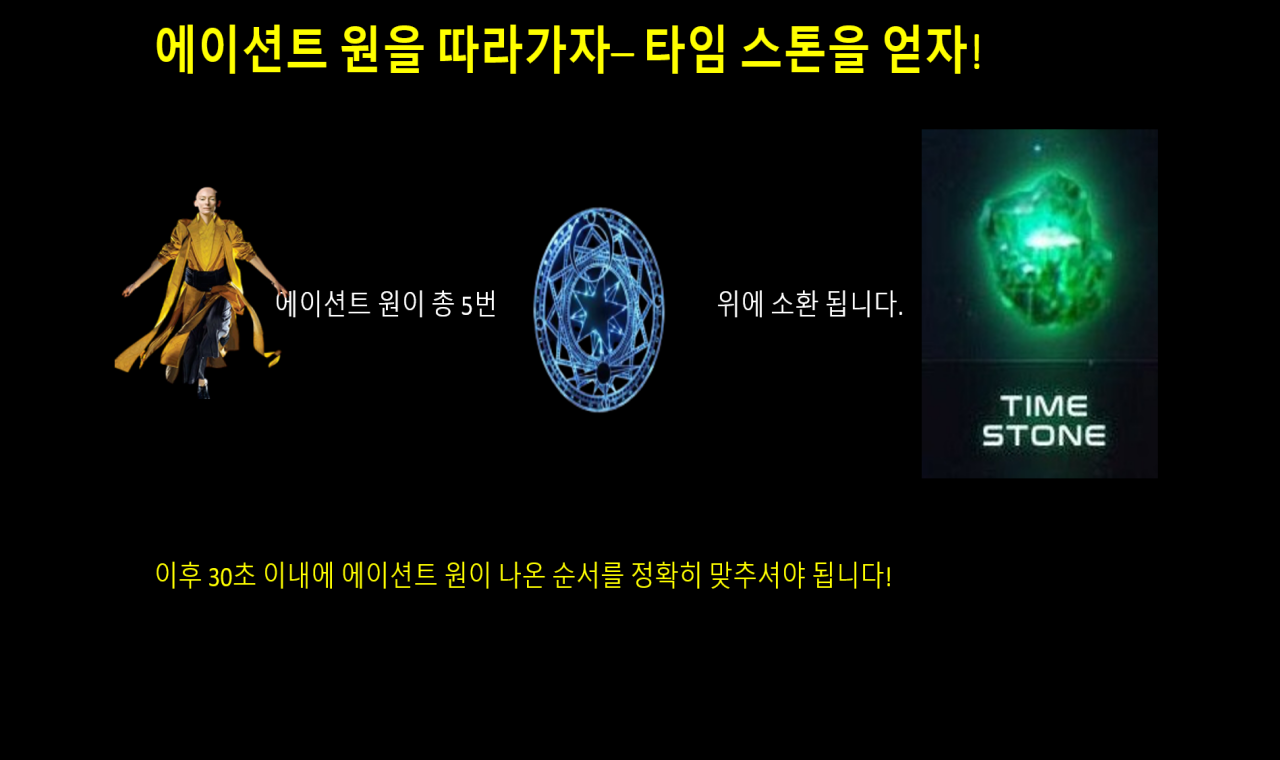 에이션트 원을 따라가자– 타임 스톤을 얻자!
에이션트 원이 총 5번 위에 소환 됩니다.
TIME
STONE
이후 30초 이내에 에이션트 원이 나온 순서를 정확히 맞추셔야 됩니다!